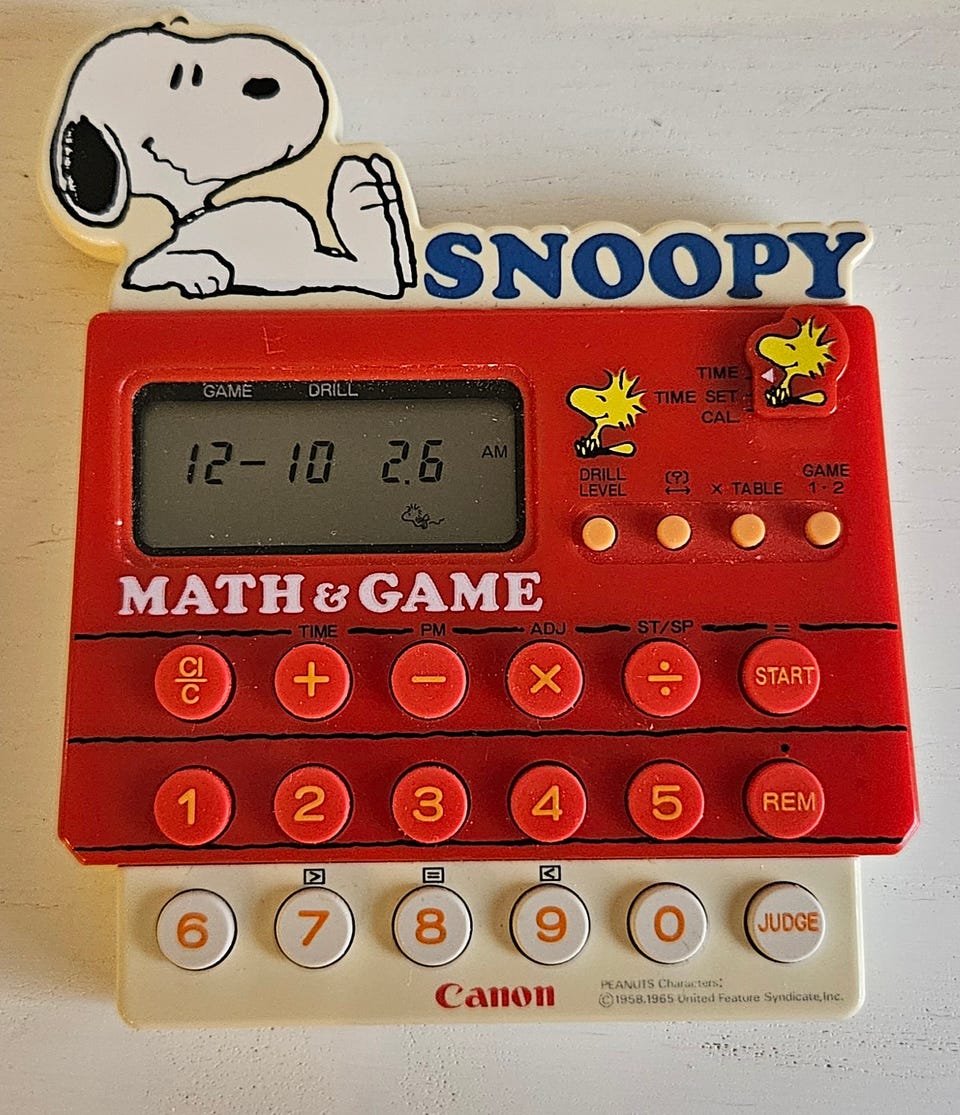 SNOOPY
GAME DRILL
12-10 2.6 AM
TIME
TIME SET
CAL.
DRILL LEVEL
(?)
× TABLE
GAME 1・2
MATH & GAME
TIME PM ADJ ST/SP =
CI/C + − × ÷ START
1 2 3 4 5 REM
> = <
6 7 8 9 0 JUDGE
Canon
PEANUTS Characters:
©1958,1965 United Feature Syndicate,Inc.